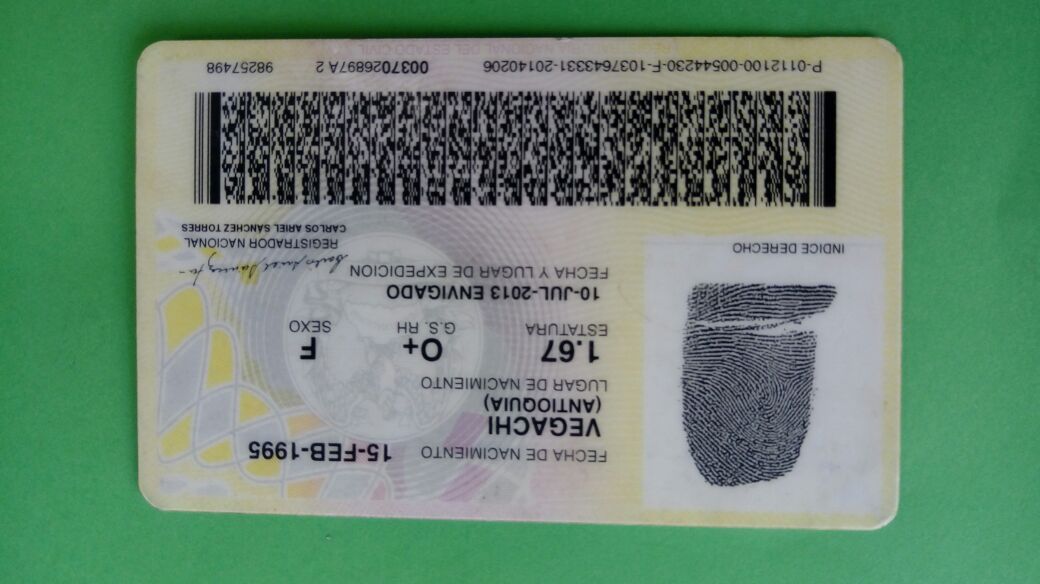 FECHA DE NACIMIENTO 15-FEB-1995
VEGACHI
(ANTIOQUIA)
LUGAR DE NACIMIENTO
1.67 O+ F
ESTATURA G.S. RH SEXO
10-JUL-2013 ENVIGADO
FECHA Y LUGAR DE EXPEDICION
INDICE DERECHO
REGISTRADOR NACIONAL
CARLOS ARIEL SÁNCHEZ TORRES
P-0112100-00544230-F-1037643331-20140206 0037026897A 2 98257498
REGISTRADURIA NACIONAL DEL ESTADO CIVIL